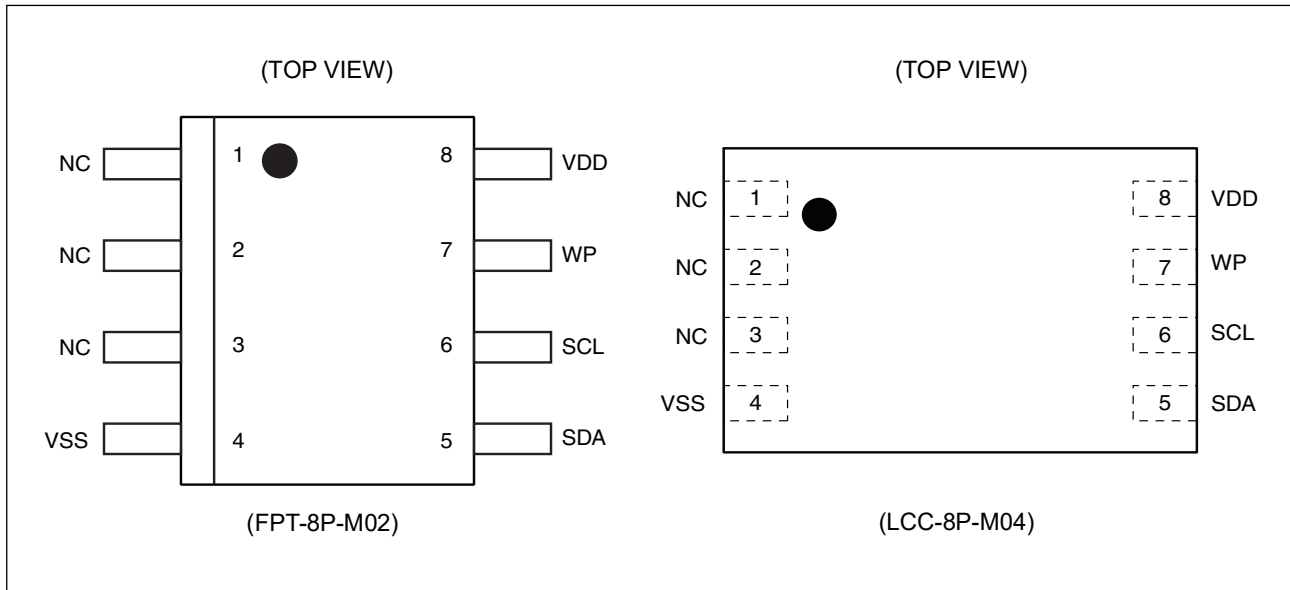 (TOP VIEW)
NC 1 8 VDD
NC 2 7 WP
NC 3 6 SCL
VSS 4 5 SDA
(FPT-8P-M02)
(TOP VIEW)
NC 1 8 VDD
NC 2 7 WP
NC 3 6 SCL
VSS 4 5 SDA
(LCC-8P-M04)